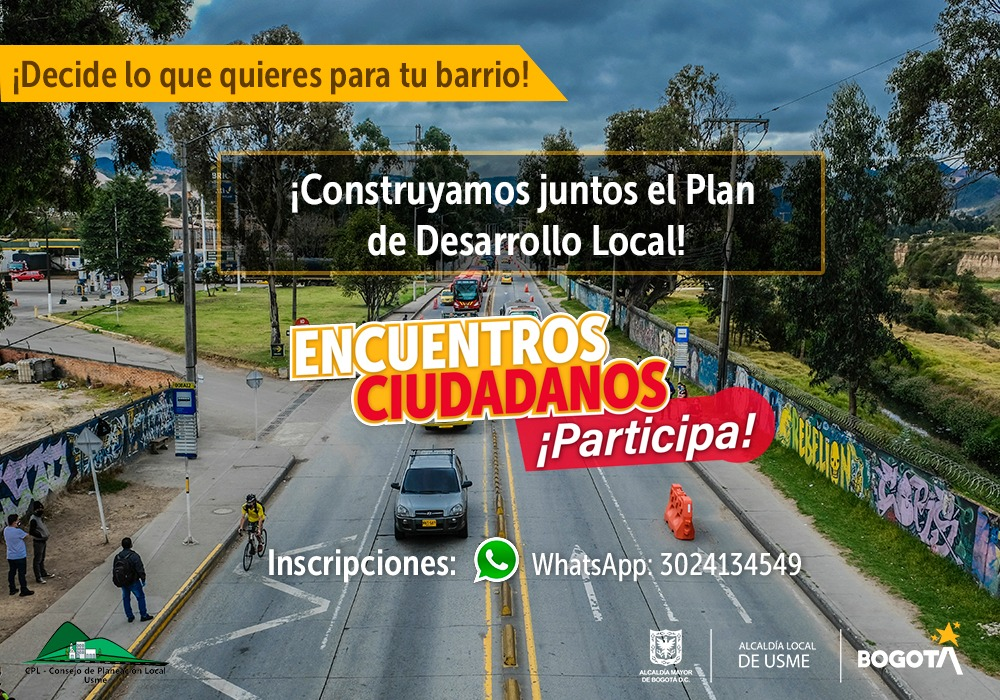 ¡Decide lo que quieres para tu barrio!
¡Construyamos juntos el Plan
de Desarrollo Local!
ENCUENTROS
CIUDADANOS
¡Participa!
REBELION
Inscripciones: WhatsApp: 3024134549
CPL - Consejo de Planeación Local
Usme
ALCALDÍA MAYOR
DE BOGOTÁ D.C.
ALCALDÍA LOCAL
DE USME
BOGOTÁ